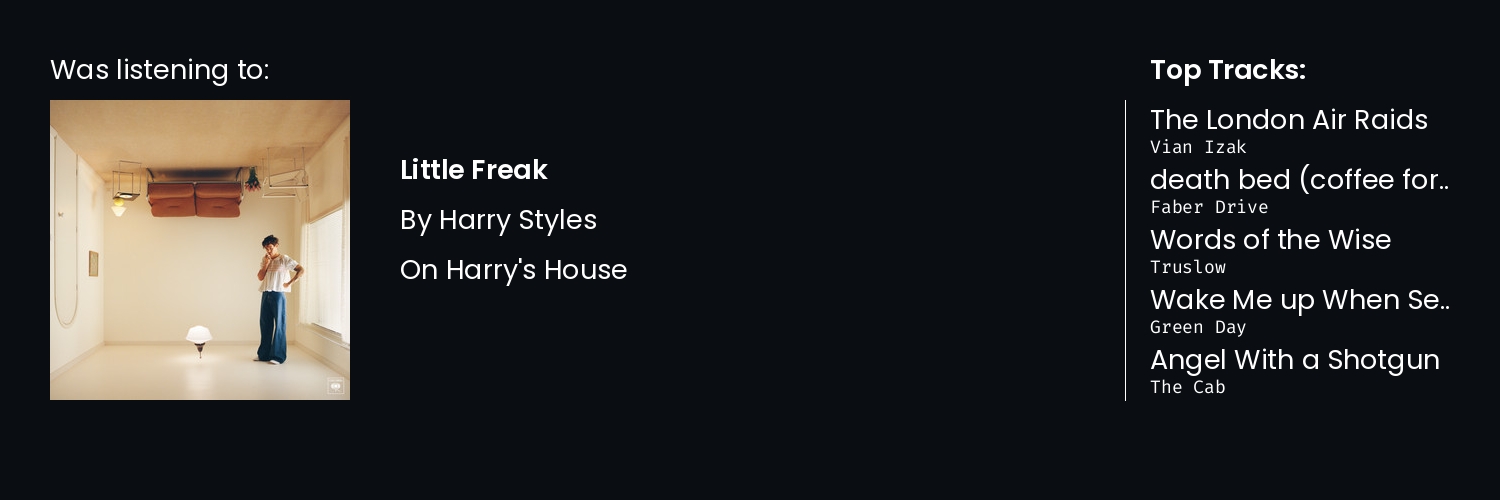 Was listening to:
Little Freak
By Harry Styles
On Harry's House
Top Tracks:
The London Air Raids
Vian Izak
death bed (coffee for..
Faber Drive
Words of the Wise
Truslow
Wake Me up When Se..
Green Day
Angel With a Shotgun
The Cab